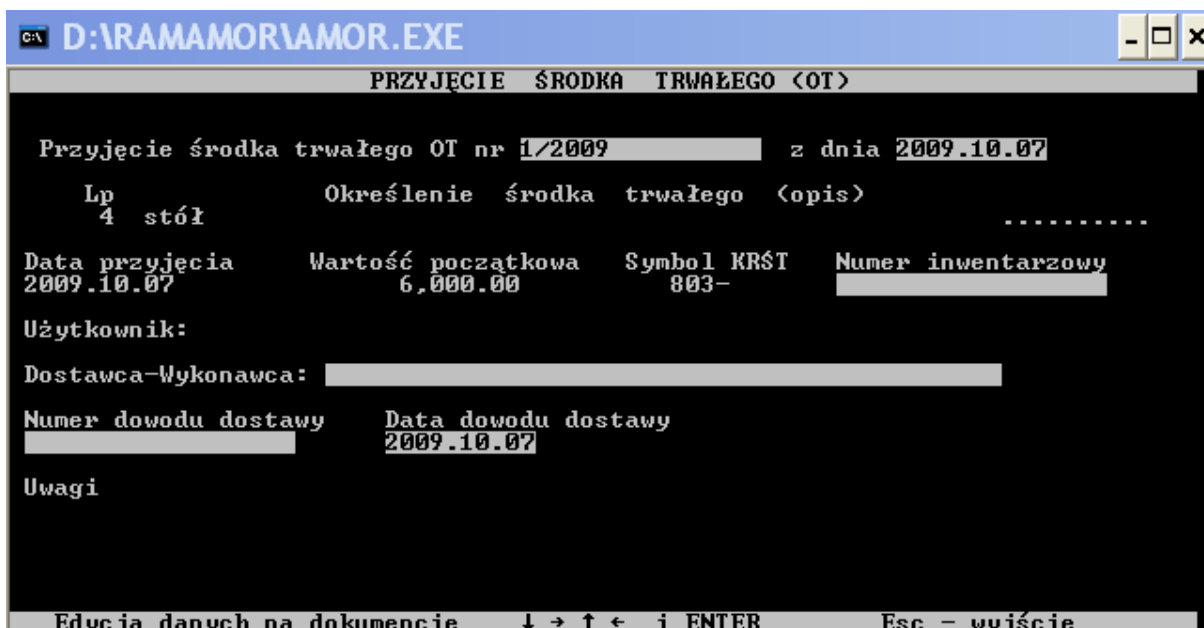 D:\RAMAMOR\AMOR.EXE
PRZYJĘCIE ŚRODKA TRWAŁEGO (OT)
Przyjęcie środka trwałego OT nr 1/2009 z dnia 2009.10.07
Lp Określenie środka trwałego (opis)
4 stół ..........
Data przyjęcia Wartość początkowa Symbol KRŚT Numer inwentarzowy
2009.10.07 6,000.00 803-
Użytkownik:
Dostawca-Wykonawca:
Numer dowodu dostawy Data dowodu dostawy
2009.10.07
Uwagi
Edycja danych na dokumencie ↓ → ↑ ← i ENTER Esc - wyjście